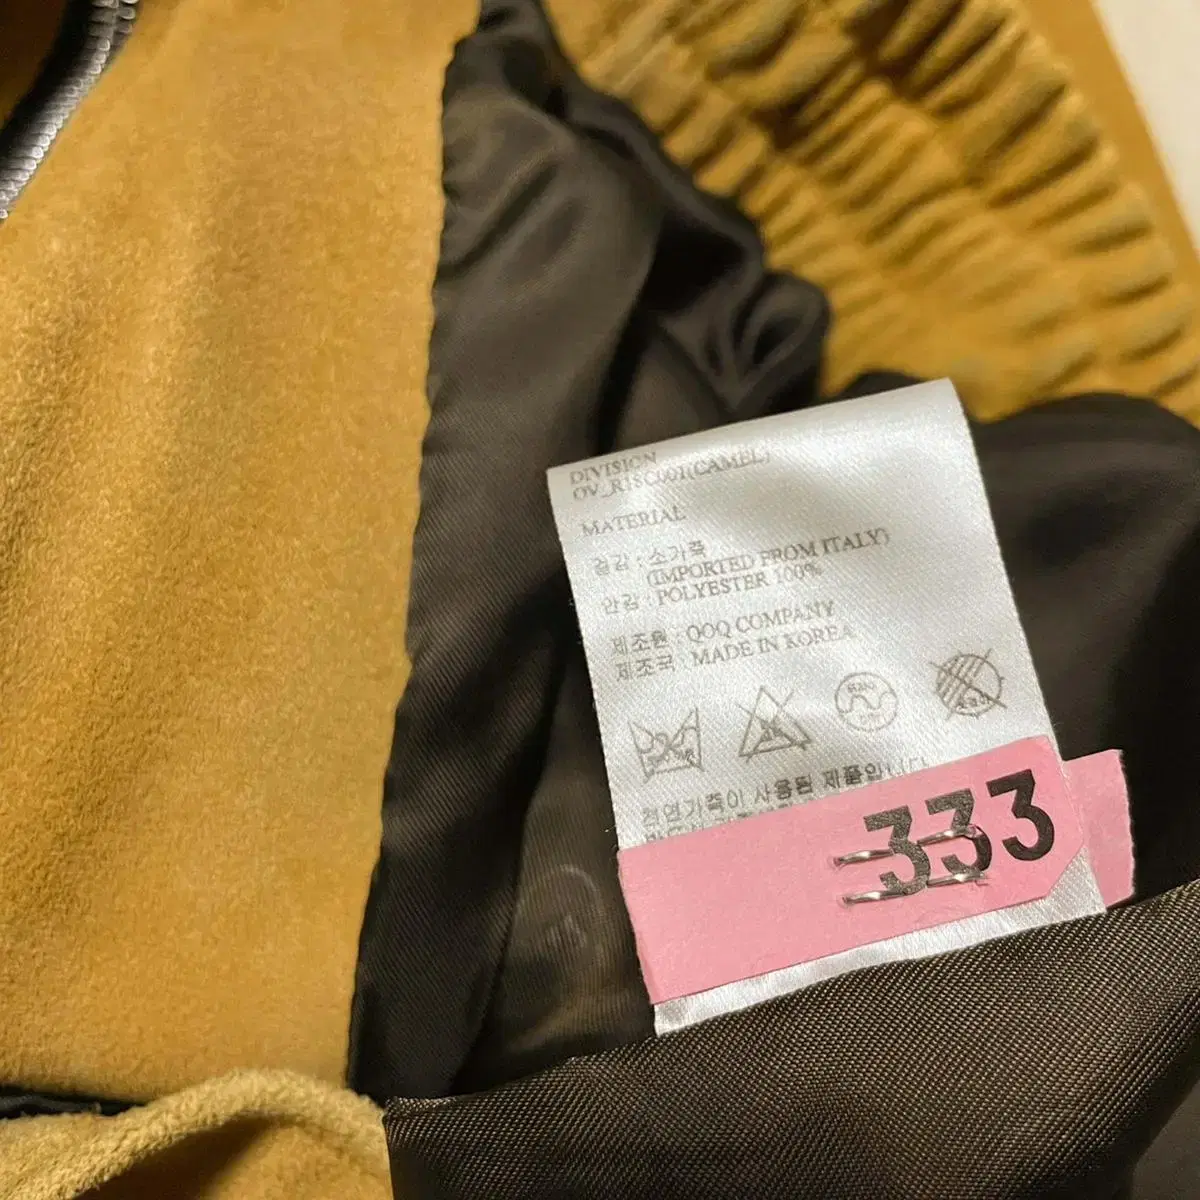 DIVISION
OV_R1SC001(CAMEL)
MATERIAL
겉감 : 소가죽
(IMPORTED FROM ITALY)
안감 : POLYESTER 100%
제조원 : QOQ COMPANY
제조국 MADE IN KOREA
천연가죽이 사용된 제품입니다
333